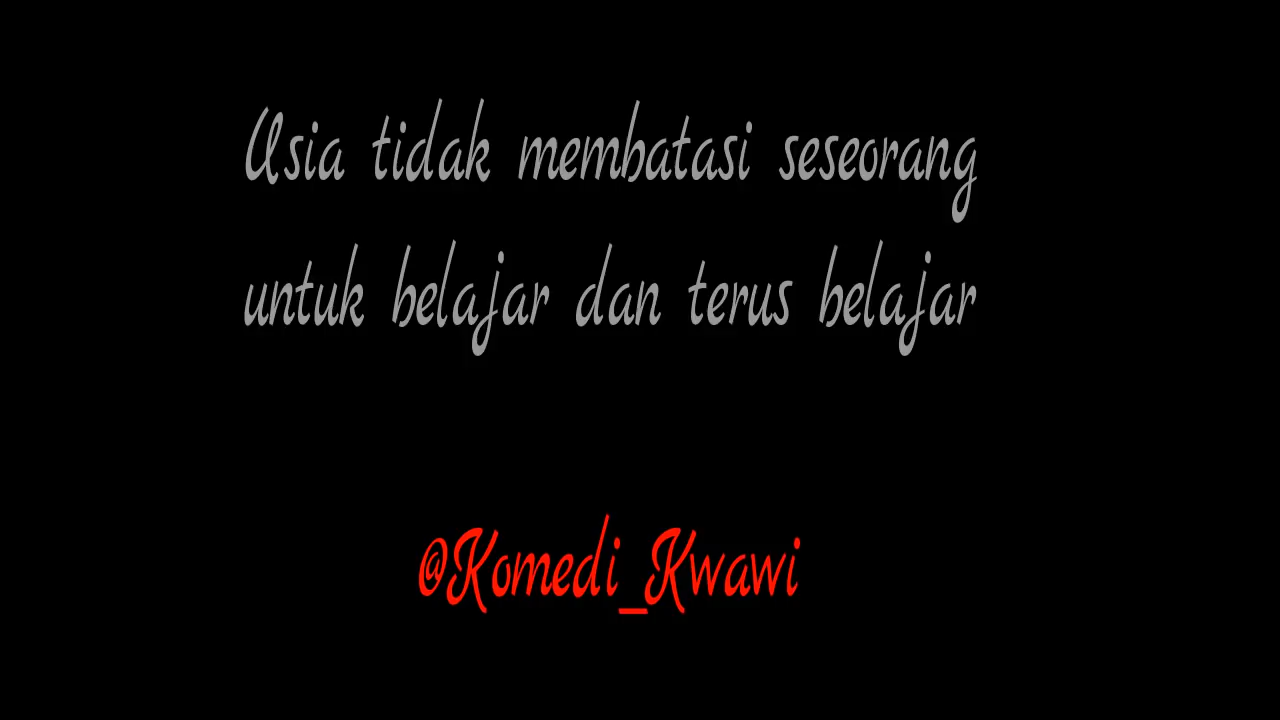 Usia tidak membatasi seseorang
untuk belajar dan terus belajar
@Komedi_Kwawi